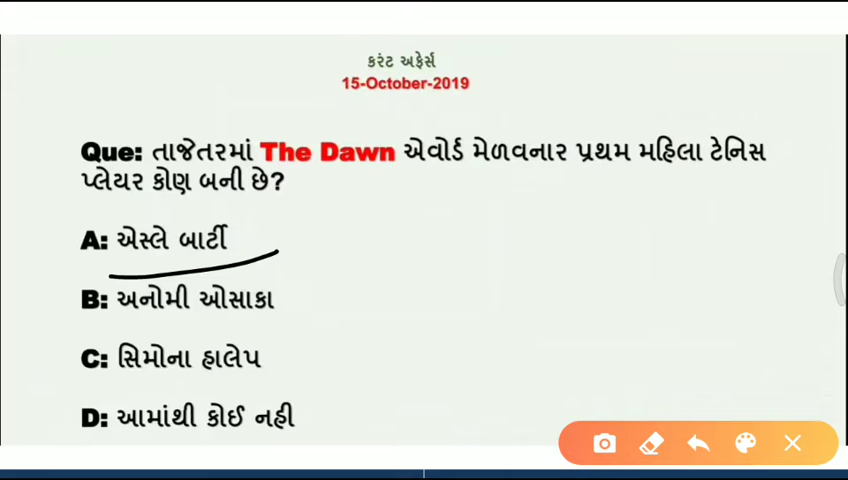 કરંટ અફેર્સ
15-October-2019
Que: તાજેતરમાં The Dawn એવોર્ડ મેળવનાર પ્રથમ મહિલા ટેનિસ
પ્લેયર કોણ બની છે?
A: એસ્લે બાર્ટી
B: અનોમી ઓસાકા
C: સિમોના હાલેપ
D: આમાંથી કોઈ નહી